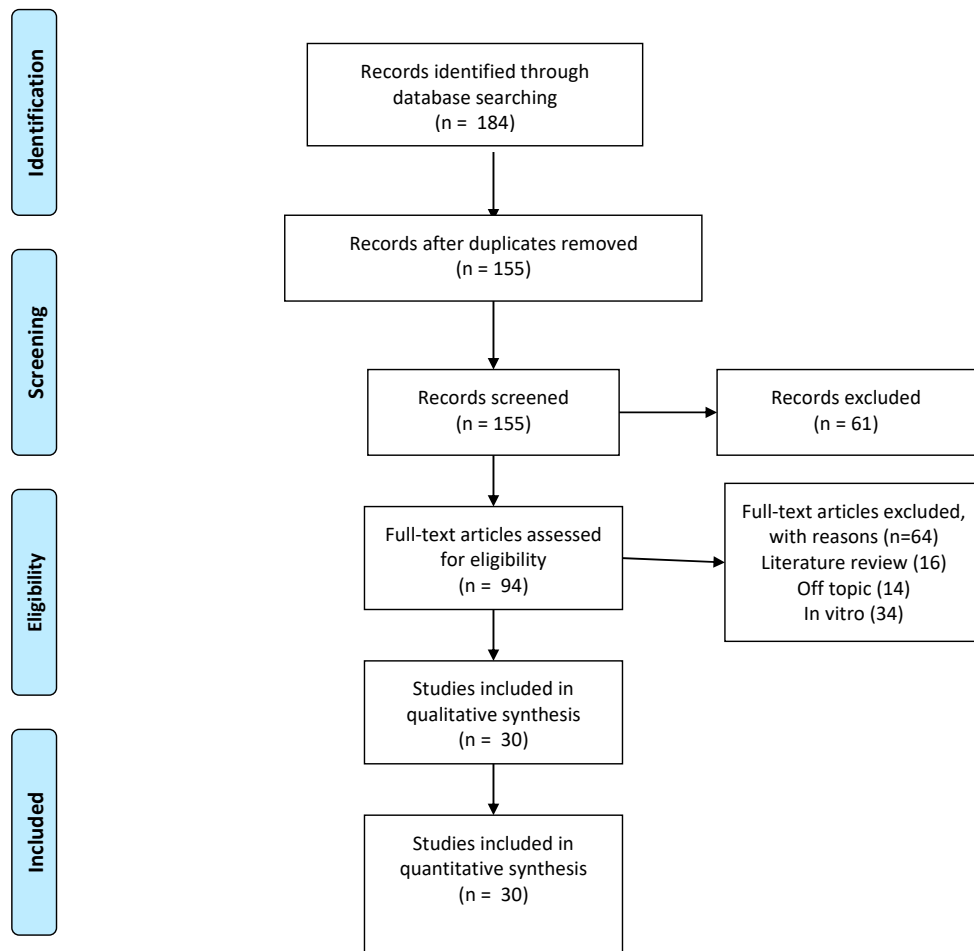 Identification
Records identified through
database searching
(n = 184)
Records after duplicates removed
(n = 155)
Screening
Records screened
(n = 155)
Records excluded
(n = 61)
Eligibility
Full-text articles assessed
for eligibility
(n = 94)
Full-text articles excluded,
with reasons (n=64)
Literature review (16)
Off topic (14)
In vitro (34)
Studies included in
qualitative synthesis
(n = 30)
Included
Studies included in
quantitative synthesis
(n = 30)